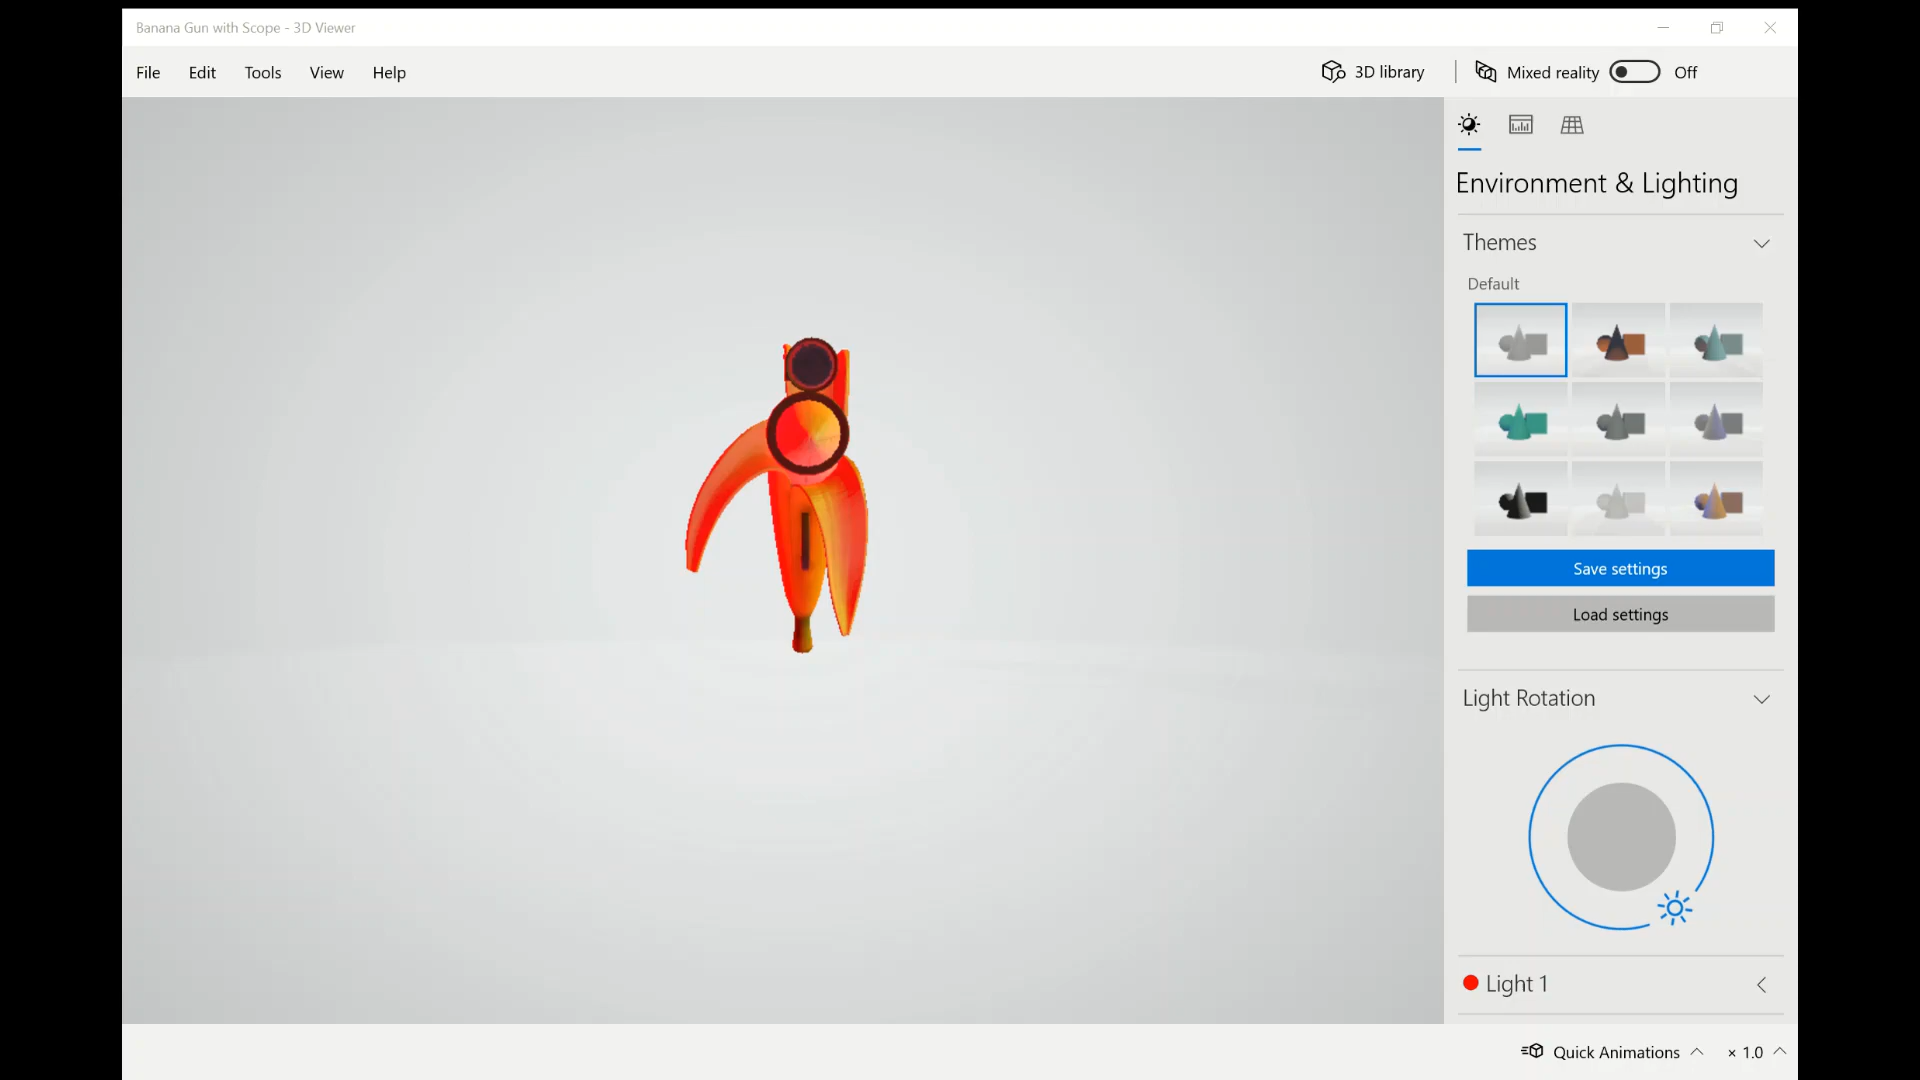 Banana Gun with Scope - 3D Viewer
File Edit Tools View Help
3D library
Mixed reality Off
Environment & Lighting
Themes
Default
Save settings
Load settings
Light Rotation
Light 1
Quick Animations × 1.0